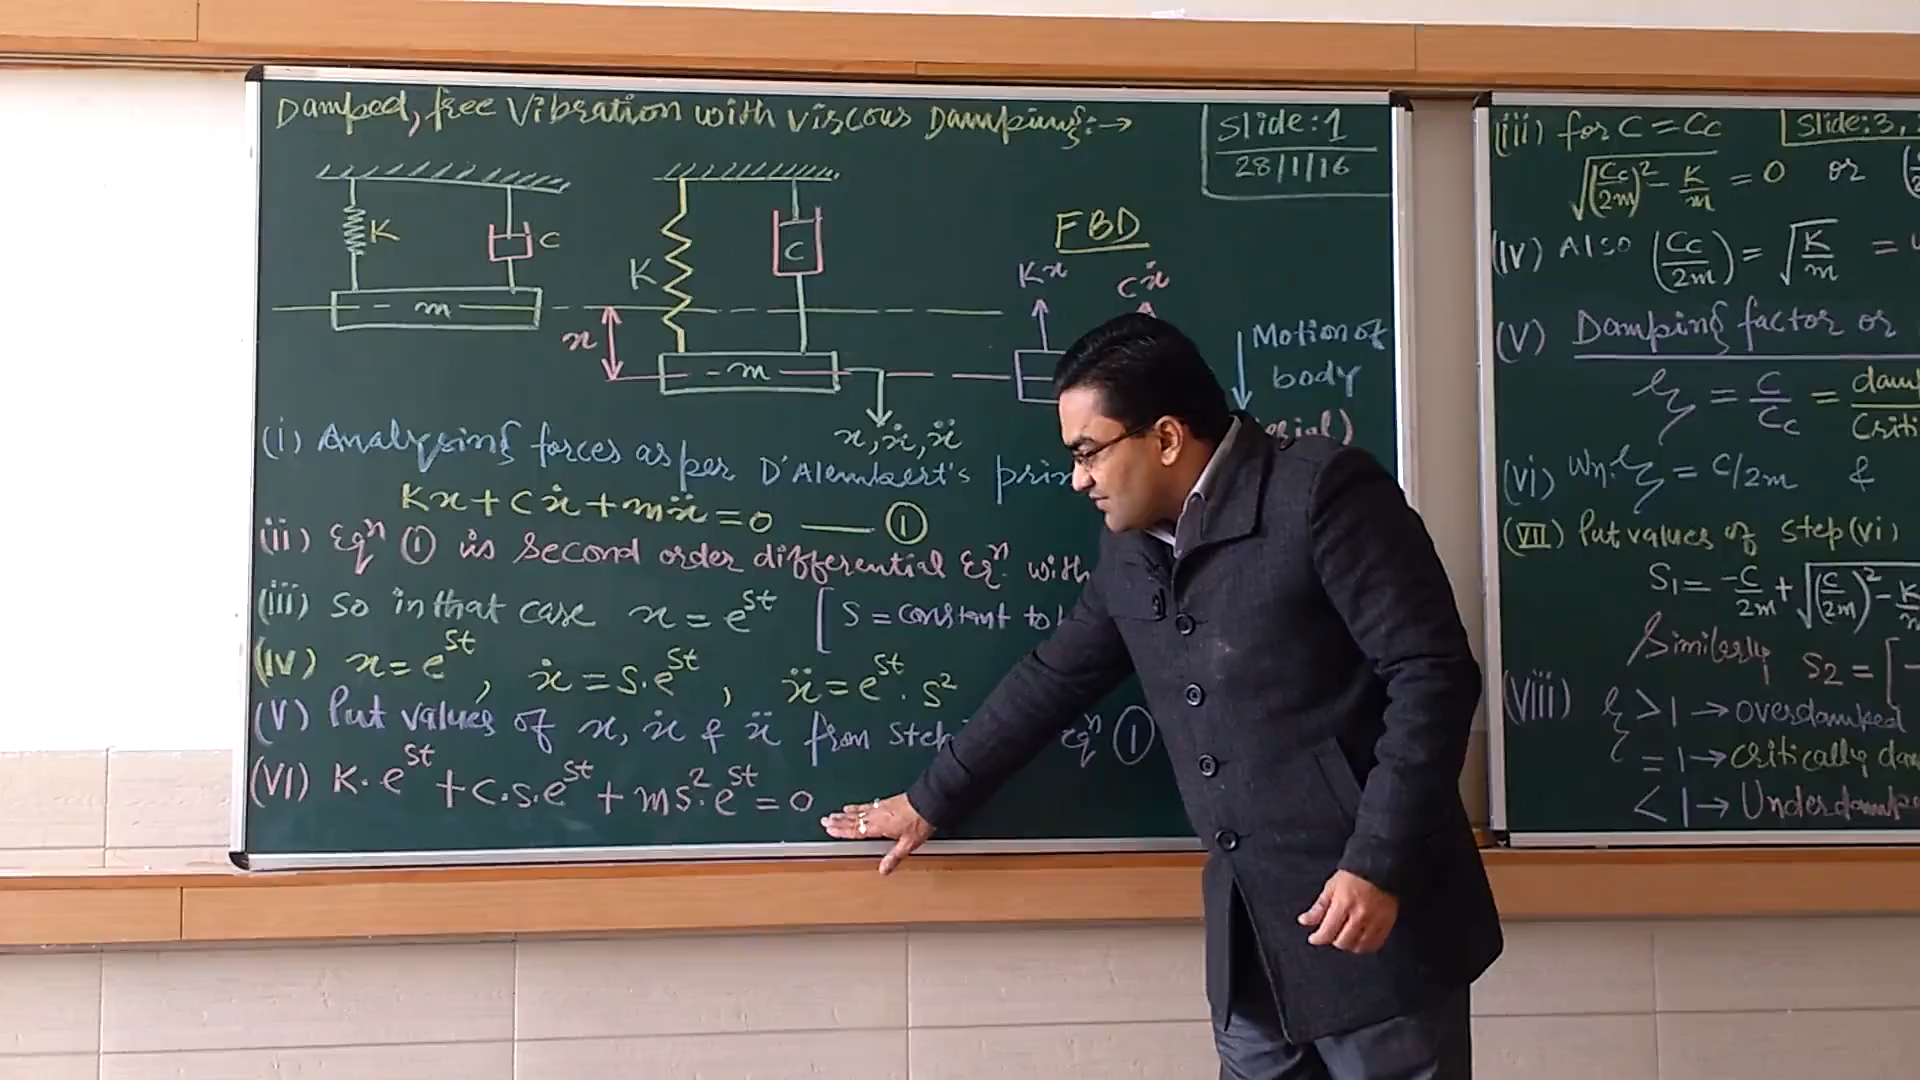 Damped, free Vibration with Viscous Damping:→
Slide:1
28/1/16
K
C
m
K
C
x
m
x, ẋ, ẍ
FBD
Kx
Cẋ
Motion of
body
(i) Analysing forces as per D'Alembert's
Kx + Cẋ + mẍ = 0 —— ①
(ii) Eqⁿ ① is Second order differential Eqⁿ with
(iii) So in that case x = e^st [S = constant to
(iv) x = e^st, ẋ = S.e^st, ẍ = e^st.S²
(v) Put values of x, ẋ & ẍ from Eqⁿ ①
(VI) K.e^st + C.S.e^st + mS².e^st = 0
(iii) for C = Cc
Slide:3,
√((Cc/2m)² - K/m) = 0 or
(iv) Also (Cc/2m) = √(K/m) =
(v) Damping factor or
ξ = C/Cc =
(vi) Wn.ξ = C/2m &
(VII) Put values of step (vi)
S₁ = -C/2m + √((C/2m)² - K/m
Similarly S₂ = [-
(VIII) ξ > 1 → overdamped
= 1 → critically
< 1 →